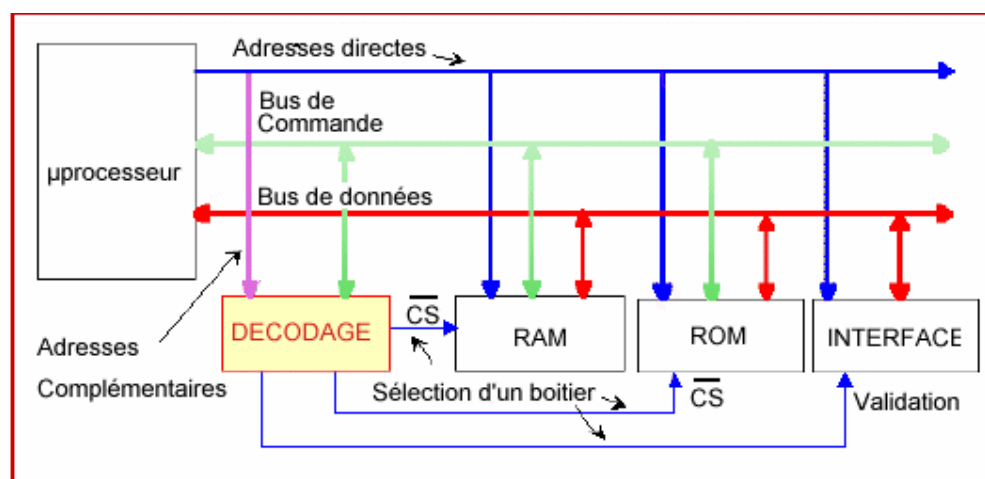 Adresses directes
Bus de
Commande
µprocesseur
Bus de données
DECODAGE
CS
RAM
ROM
INTERFACE
Adresses
Complémentaires
Sélection d'un boitier
CS
Validation